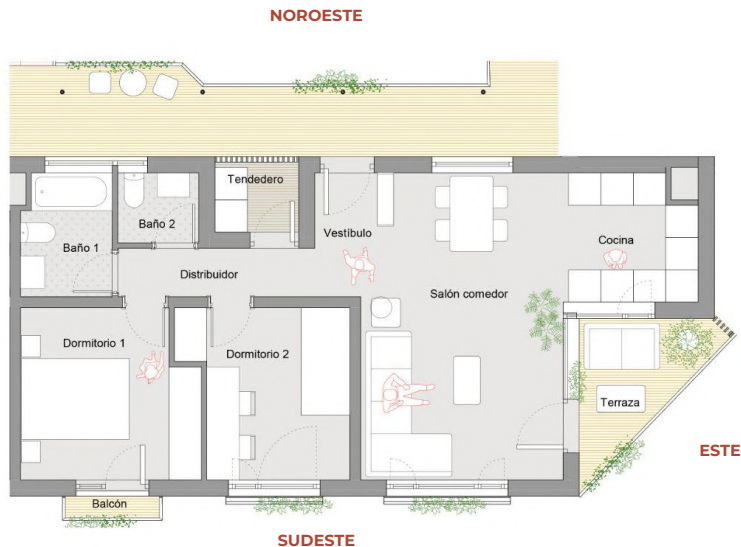 NOROESTE
Tendedero
Baño 2
Baño 1
Vestíbulo
Cocina
Distribuidor
Salón comedor
Dormitorio 1
Dormitorio 2
Terraza
ESTE
Balcón
SUDESTE